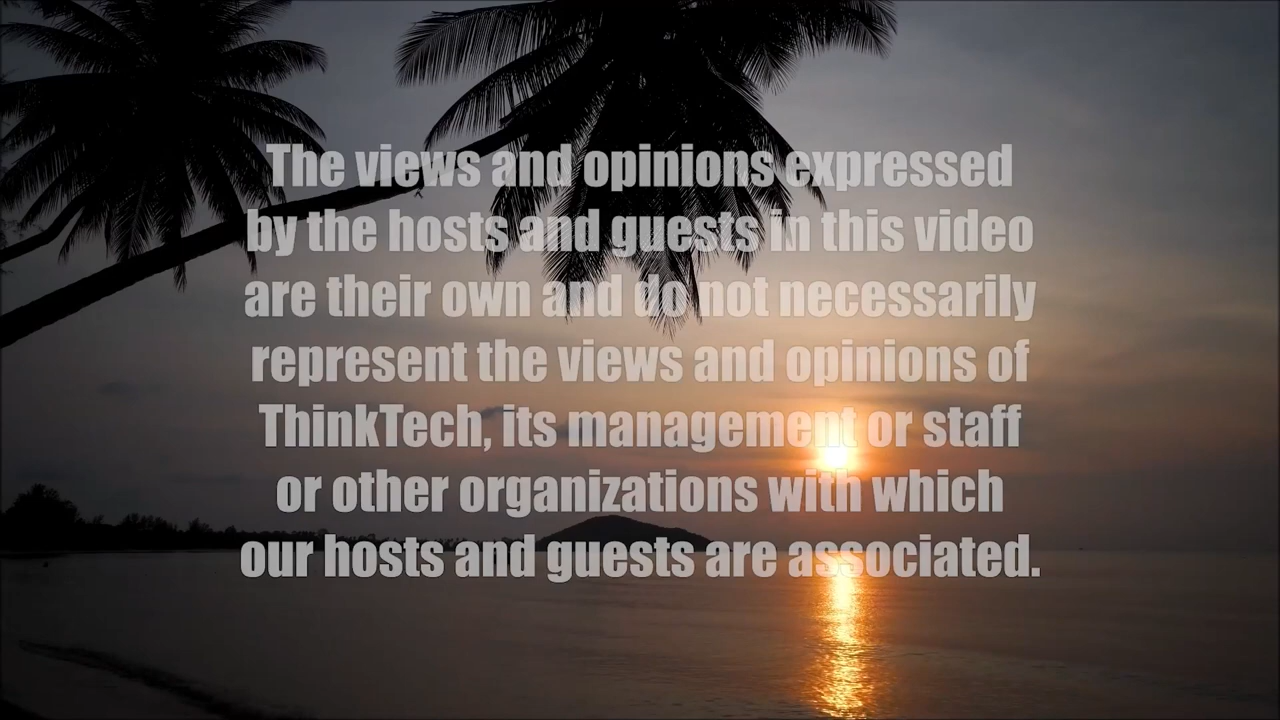 The views and opinions expressed
by the hosts and guests in this video
are their own and do not necessarily
represent the views and opinions of
ThinkTech, its management or staff
or other organizations with which
our hosts and guests are associated.